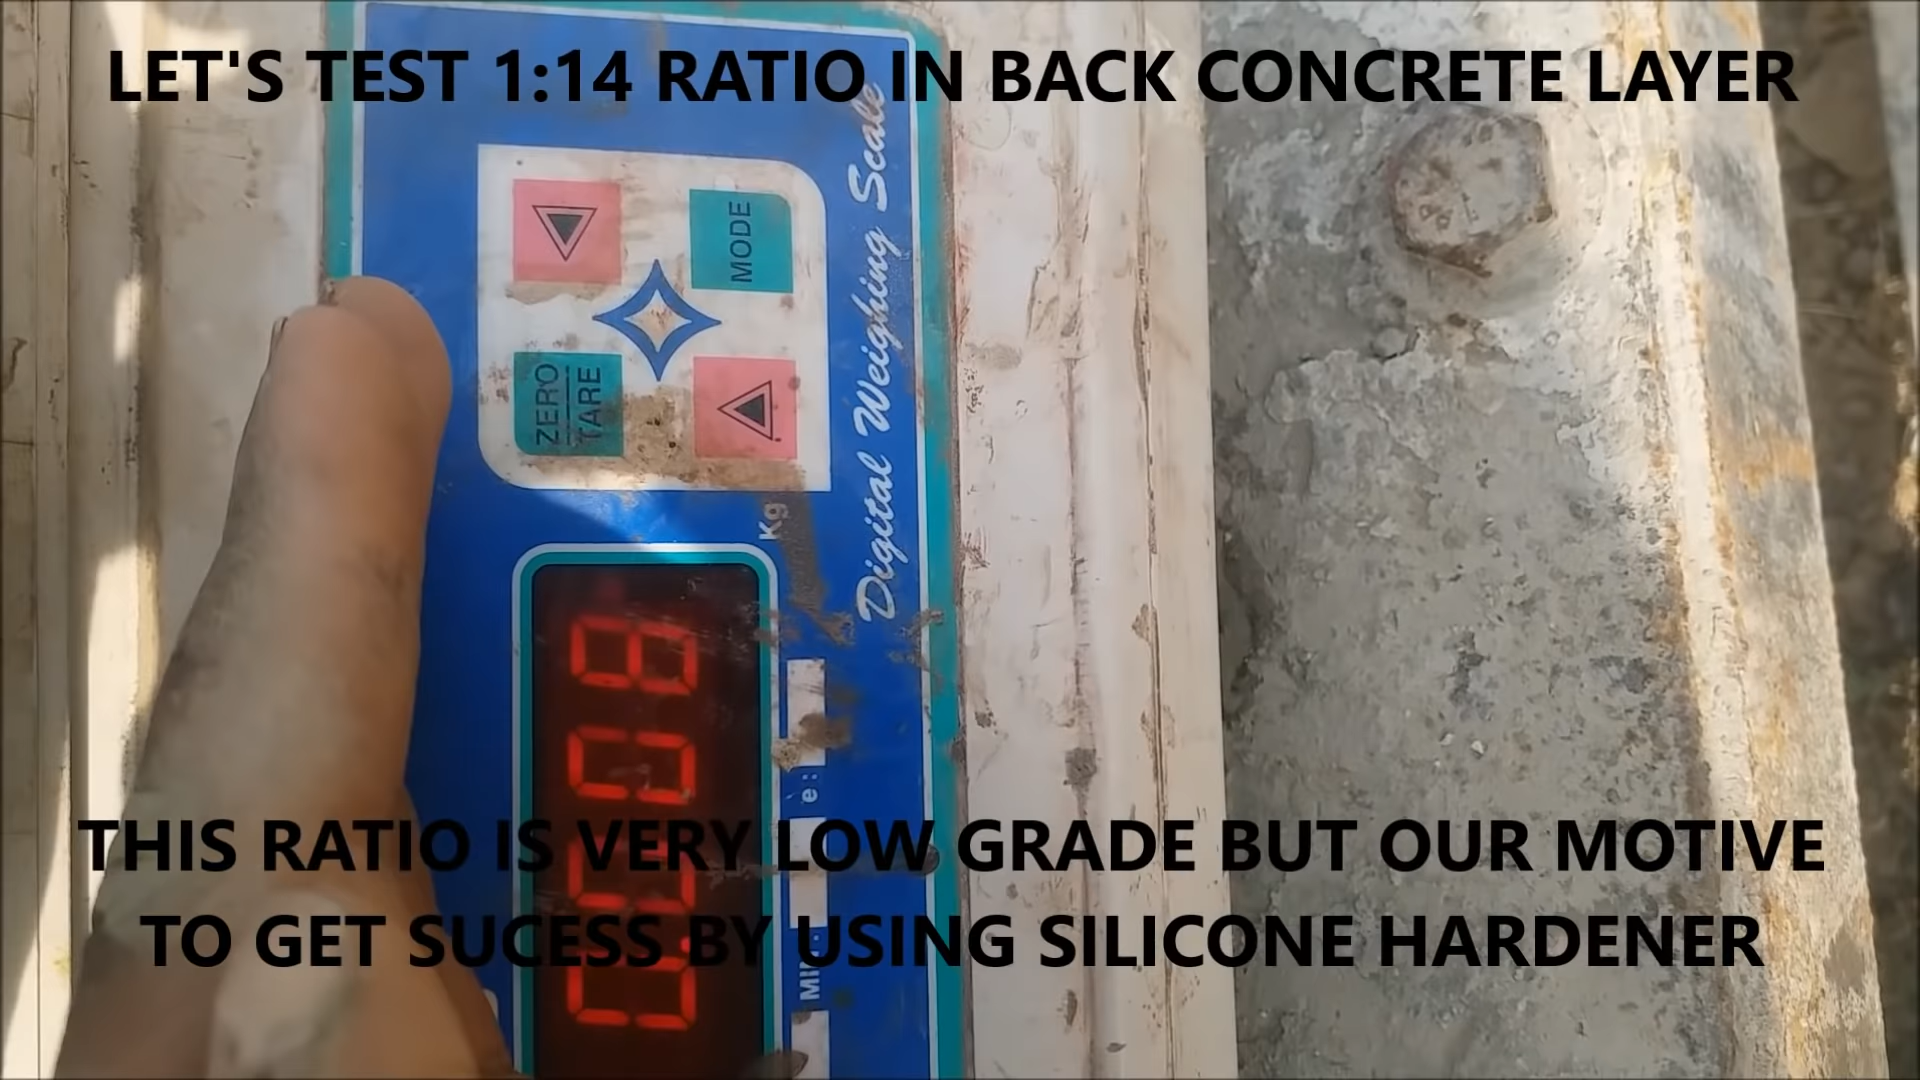 LET'S TEST 1:14 RATIO IN BACK CONCRETE LAYER
MODE
ZERO
TARE
Kg
Digital Weighing Scale
e:
THIS RATIO IS VERY LOW GRADE BUT OUR MOTIVE
TO GET SUCESS BY USING SILICONE HARDENER